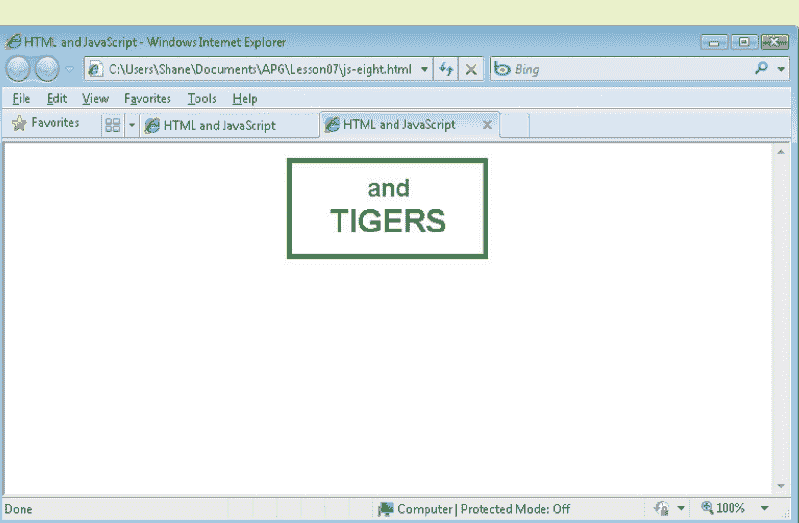 HTML and JavaScript - Windows Internet Explorer
C:\Users\Shane\Documents\APG\Lesson07\js-eight.html Bing
File Edit View Favorites Tools Help
Favorites HTML and JavaScript HTML and JavaScript
and
TIGERS
Done Computer | Protected Mode: Off 100%